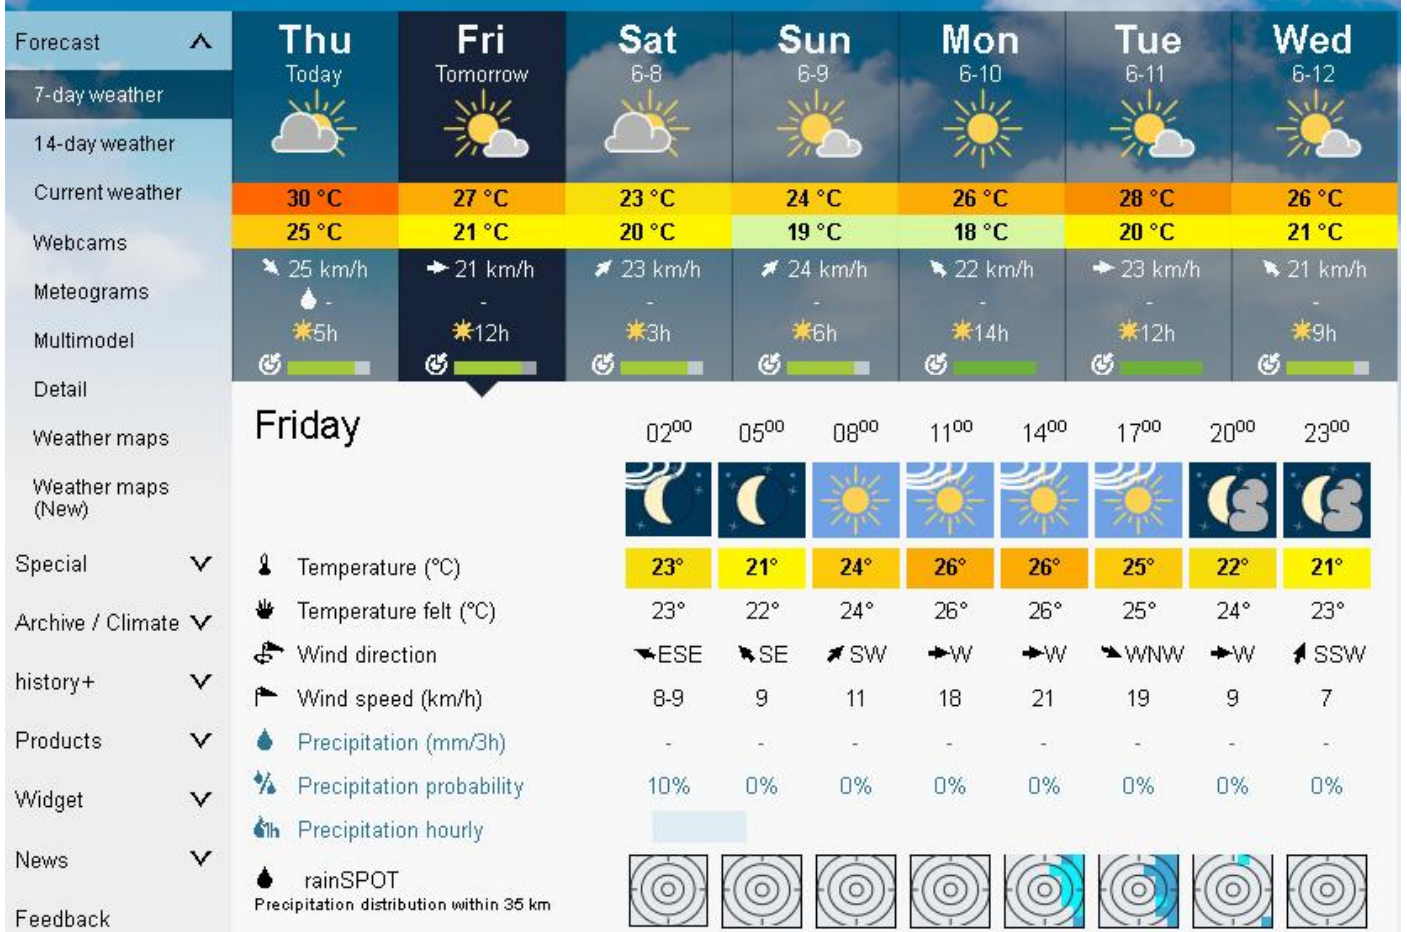 Forecast
7-day weather
14-day weather
Current weather
Webcams
Meteograms
Multimodel
Detail
Weather maps
Weather maps
(New)
Special
Archive / Climate
history+
Products
Widget
News
Feedback
Thu Fri Sat Sun Mon Tue Wed
Today Tomorrow 6-8 6-9 6-10 6-11 6-12
30 °C 27 °C 23 °C 24 °C 26 °C 28 °C 26 °C
25 °C 21 °C 20 °C 19 °C 18 °C 20 °C 21 °C
25 km/h 21 km/h 23 km/h 24 km/h 22 km/h 23 km/h 21 km/h
- - - - - - -
5h 12h 3h 6h 14h 12h 9h
Friday 02⁰⁰ 05⁰⁰ 08⁰⁰ 11⁰⁰ 14⁰⁰ 17⁰⁰ 20⁰⁰ 23⁰⁰
Temperature (°C) 23° 21° 24° 26° 26° 25° 22° 21°
Temperature felt (°C) 23° 22° 24° 26° 26° 25° 24° 23°
Wind direction ESE SE SW W W WNW W SSW
Wind speed (km/h) 8-9 9 11 18 21 19 9 7
Precipitation (mm/3h) - - - - - - - -
Precipitation probability 10% 0% 0% 0% 0% 0% 0% 0%
1h Precipitation hourly
rainSPOT
Precipitation distribution within 35 km